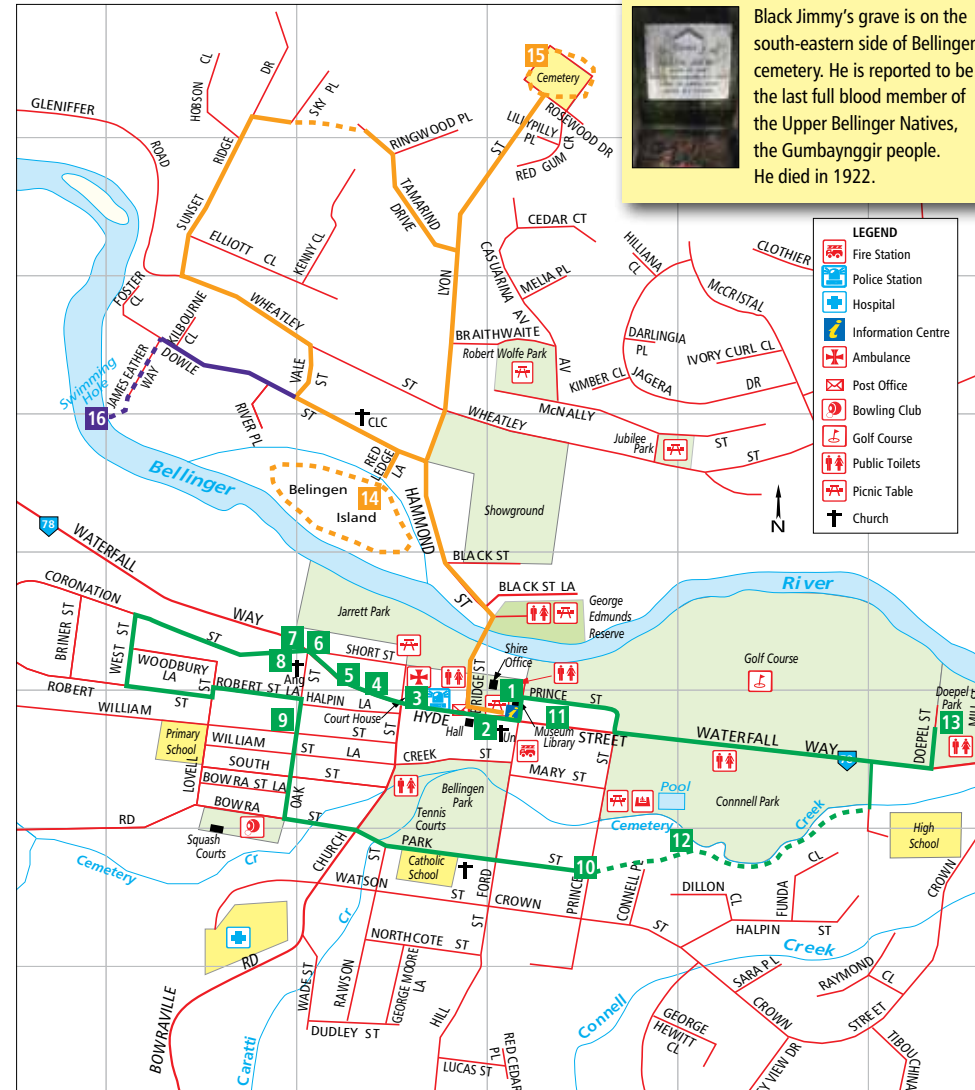 Black Jimmy's grave is on the
south-eastern side of Bellingen
cemetery. He is reported to be
the last full blood member of
the Upper Bellinger Natives,
the Gumbaynggir people.
He died in 1922.
LEGEND
Fire Station
Police Station
Hospital
i Information Centre
Ambulance
Post Office
Bowling Club
Golf Course
Public Toilets
Picnic Table
Church
N
15
Cemetery
HOBSON CL
DR
SKY PL
GLENIFFER
ROAD
RIDGE
SUNSET
RINGWOOD PL
LILLYPILLY PL
ROSEWOOD DR
RED GUM CR
ST
LYON
TAMARIND
DRIVE
CEDAR CT
CASUARINA AV
AV
MELIA PL
HILLIANA CL
CLOTHIER
McCRISTAL
DR
ELLIOTT CL
KENNY CL
FOSTER CL
KILBOURNE CL
WHEATLEY
ST
BRAITHWAITE
Robert Wolfe Park
DARLINGIA PL
IVORY CURL CL
KIMBER CL
JAGERA
DOWLE
ST
VALE ST
JAMES EATHER WAY
Swimming Hole
16
RIVER PL
CLC
WHEATLEY
ST
McNALLY
ST
Jubilee Park
RED LEDGE LA
Bellinger
Belingen
14
Island
HAMMOND
ST
Showground
BLACK ST
BLACK ST LA
George
Edmunds
Reserve
River
78
WATERFALL
WAY
CORONATION
ST
BRINER ST
WEST ST
Jarrett Park
7
6
8
SHORT ST
Ang
ST
5
4
3
Shire
Office
1
PRINCE ST
Golf Course
Doepel
Park
13
DOEPEL ST
WOODBURY
LA
ROBERT ST LA
HALPIN LA
Court House
HYDE
2
Hall
Un
Museum
Library
11
STREET
WATERFALL
WAY
78
ROBERT ST
WILLIAM ST
9
Primary
School
LOVELL ST
WILLIAM ST LA
SOUTH ST
BOWRA ST LA
BOWRA ST
OAK
CREEK ST
MARY ST
Bellingen
Park
Tennis
Courts
Pool
Connnell Park
Cemetery
Creek
RD
Squash
Courts
CHURCH
ST
PARK
ST
Catholic
School
10
12
High
School
Cemetery
Cr
Cr
WATSON ST
FORD
ST
CROWN
ST
PRINCE
ST
CONNELL PL
DILLON CL
FUNDA CL
HALPIN ST
CROWN
Creek
NORTHCOTE ST
RD
BOWRAVILLE
WADE ST
RAWSON
GEORGE MOORE
LA
DUDLEY ST
HILL
LUCAS ST
RED CEDAR
PL
Caratti
Connell
GEORGE
HEWITT
CL
SARA PL
RAYMOND CL
CROWN
STREET